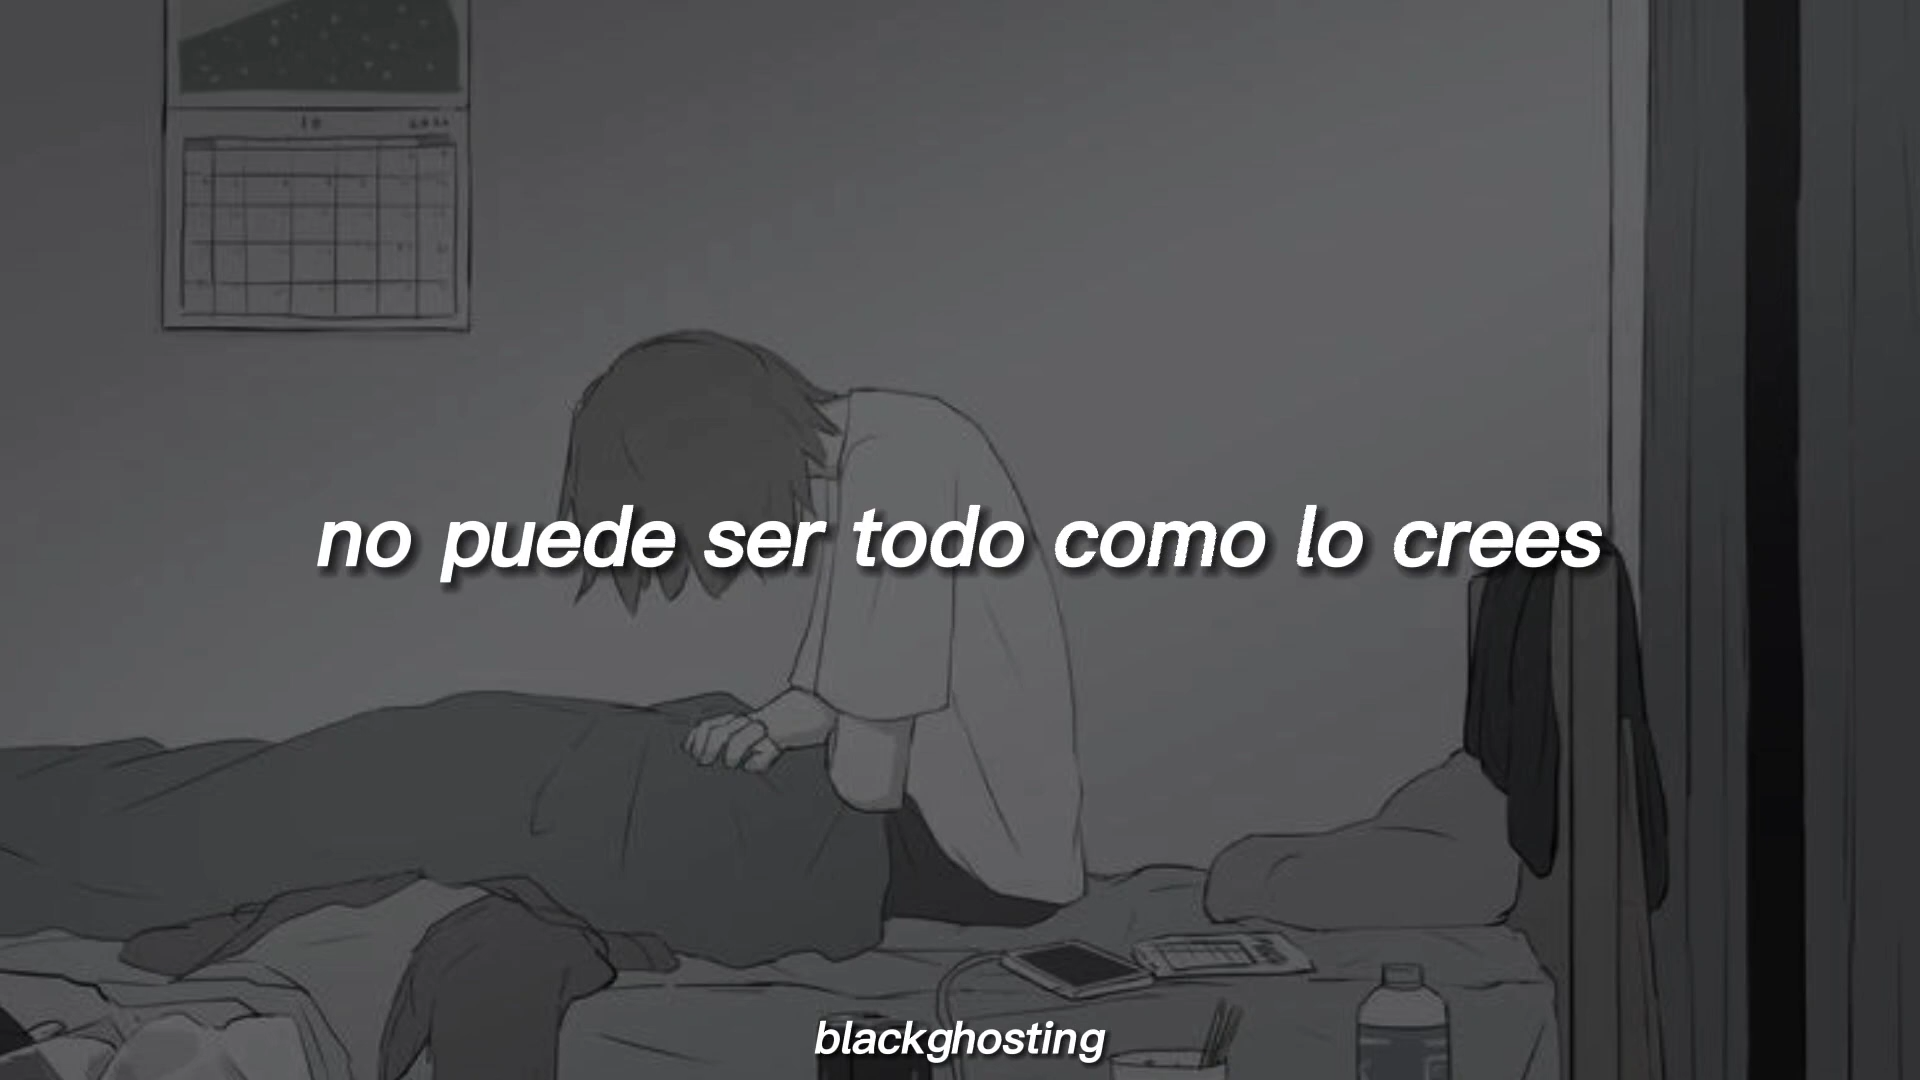 no puede ser todo como lo crees
blackghosting